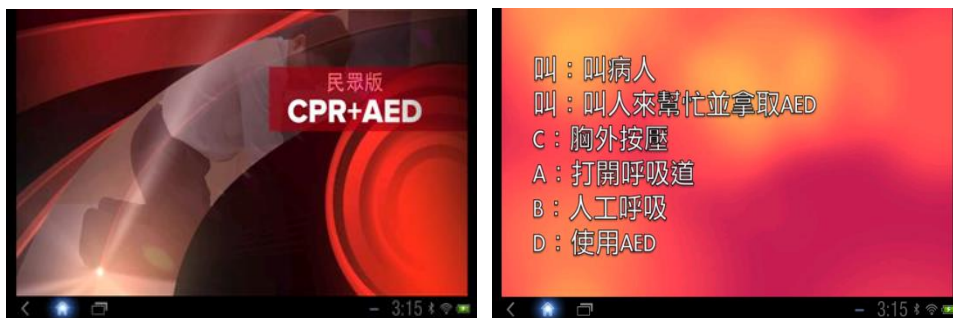 民眾版
CPR+AED
3:15
叫：叫病人
叫：叫人來幫忙並拿取AED
C：胸外按壓
A：打開呼吸道
B：人工呼吸
D：使用AED
3:15